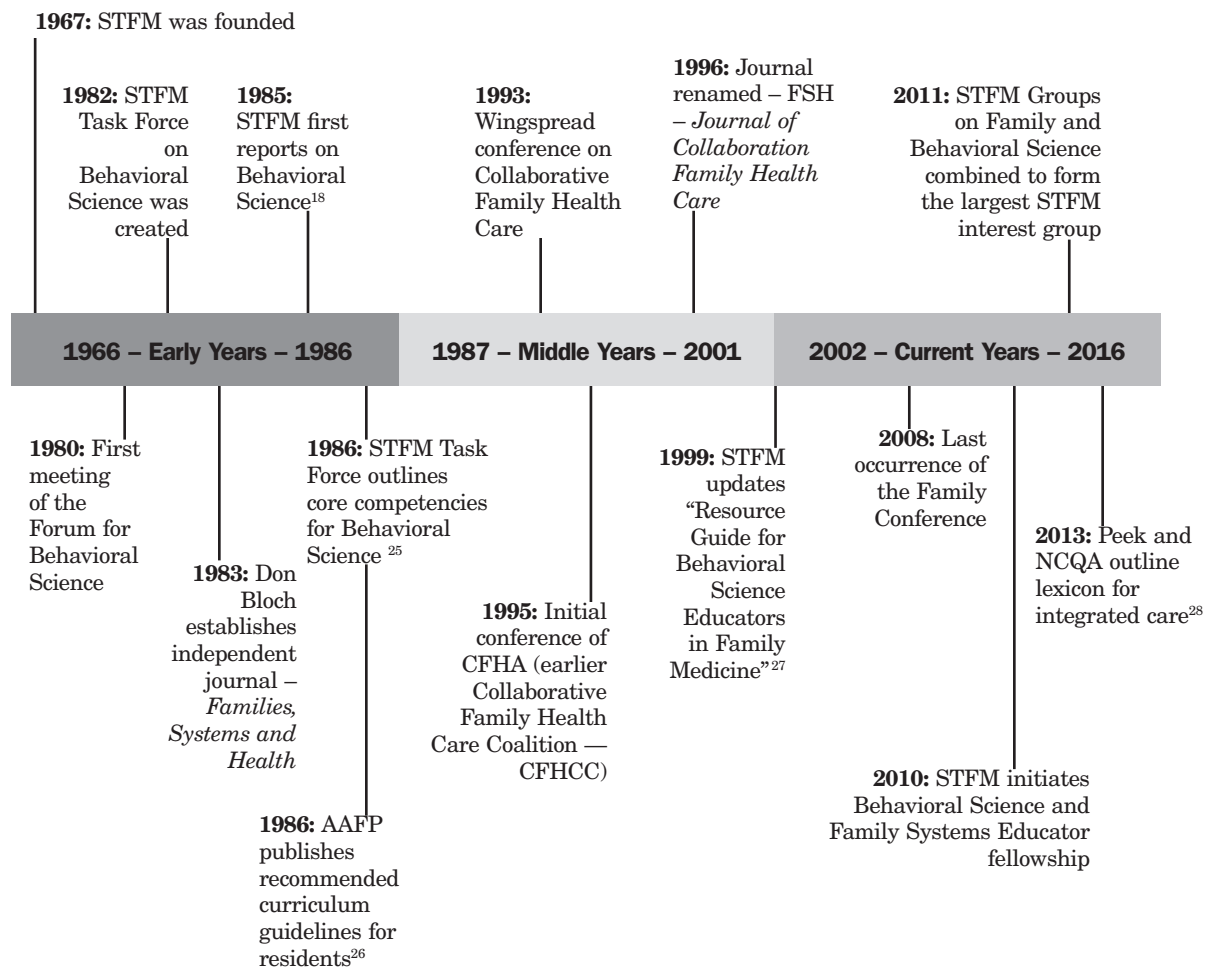 1967: STFM was founded
1982: STFM
Task Force
on
Behavioral
Science was
created
1985:
STFM first
reports on
Behavioral
Science18
1993:
Wingspread
conference on
Collaborative
Family Health
Care
1996: Journal
renamed – FSH
– Journal of
Collaboration
Family Health
Care
2011: STFM Groups
on Family and
Behavioral Science
combined to form
the largest STFM
interest group
1966 – Early Years – 1986
1987 – Middle Years – 2001
2002 – Current Years – 2016
1980: First
meeting
of the
Forum for
Behavioral
Science
1983: Don
Bloch
establishes
independent
journal –
Families,
Systems and
Health
1986: STFM Task
Force outlines
core competencies
for Behavioral
Science 25
1986: AAFP
publishes
recommended
curriculum
guidelines for
residents26
1995: Initial
conference of
CFHA (earlier
Collaborative
Family Health
Care Coalition —
CFHCC)
1999: STFM
updates
“Resource
Guide for
Behavioral
Science
Educators
in Family
Medicine”27
2008: Last
occurrence of
the Family
Conference
2010: STFM initiates
Behavioral Science and
Family Systems Educator
fellowship
2013: Peek and
NCQA outline
lexicon for
integrated care28